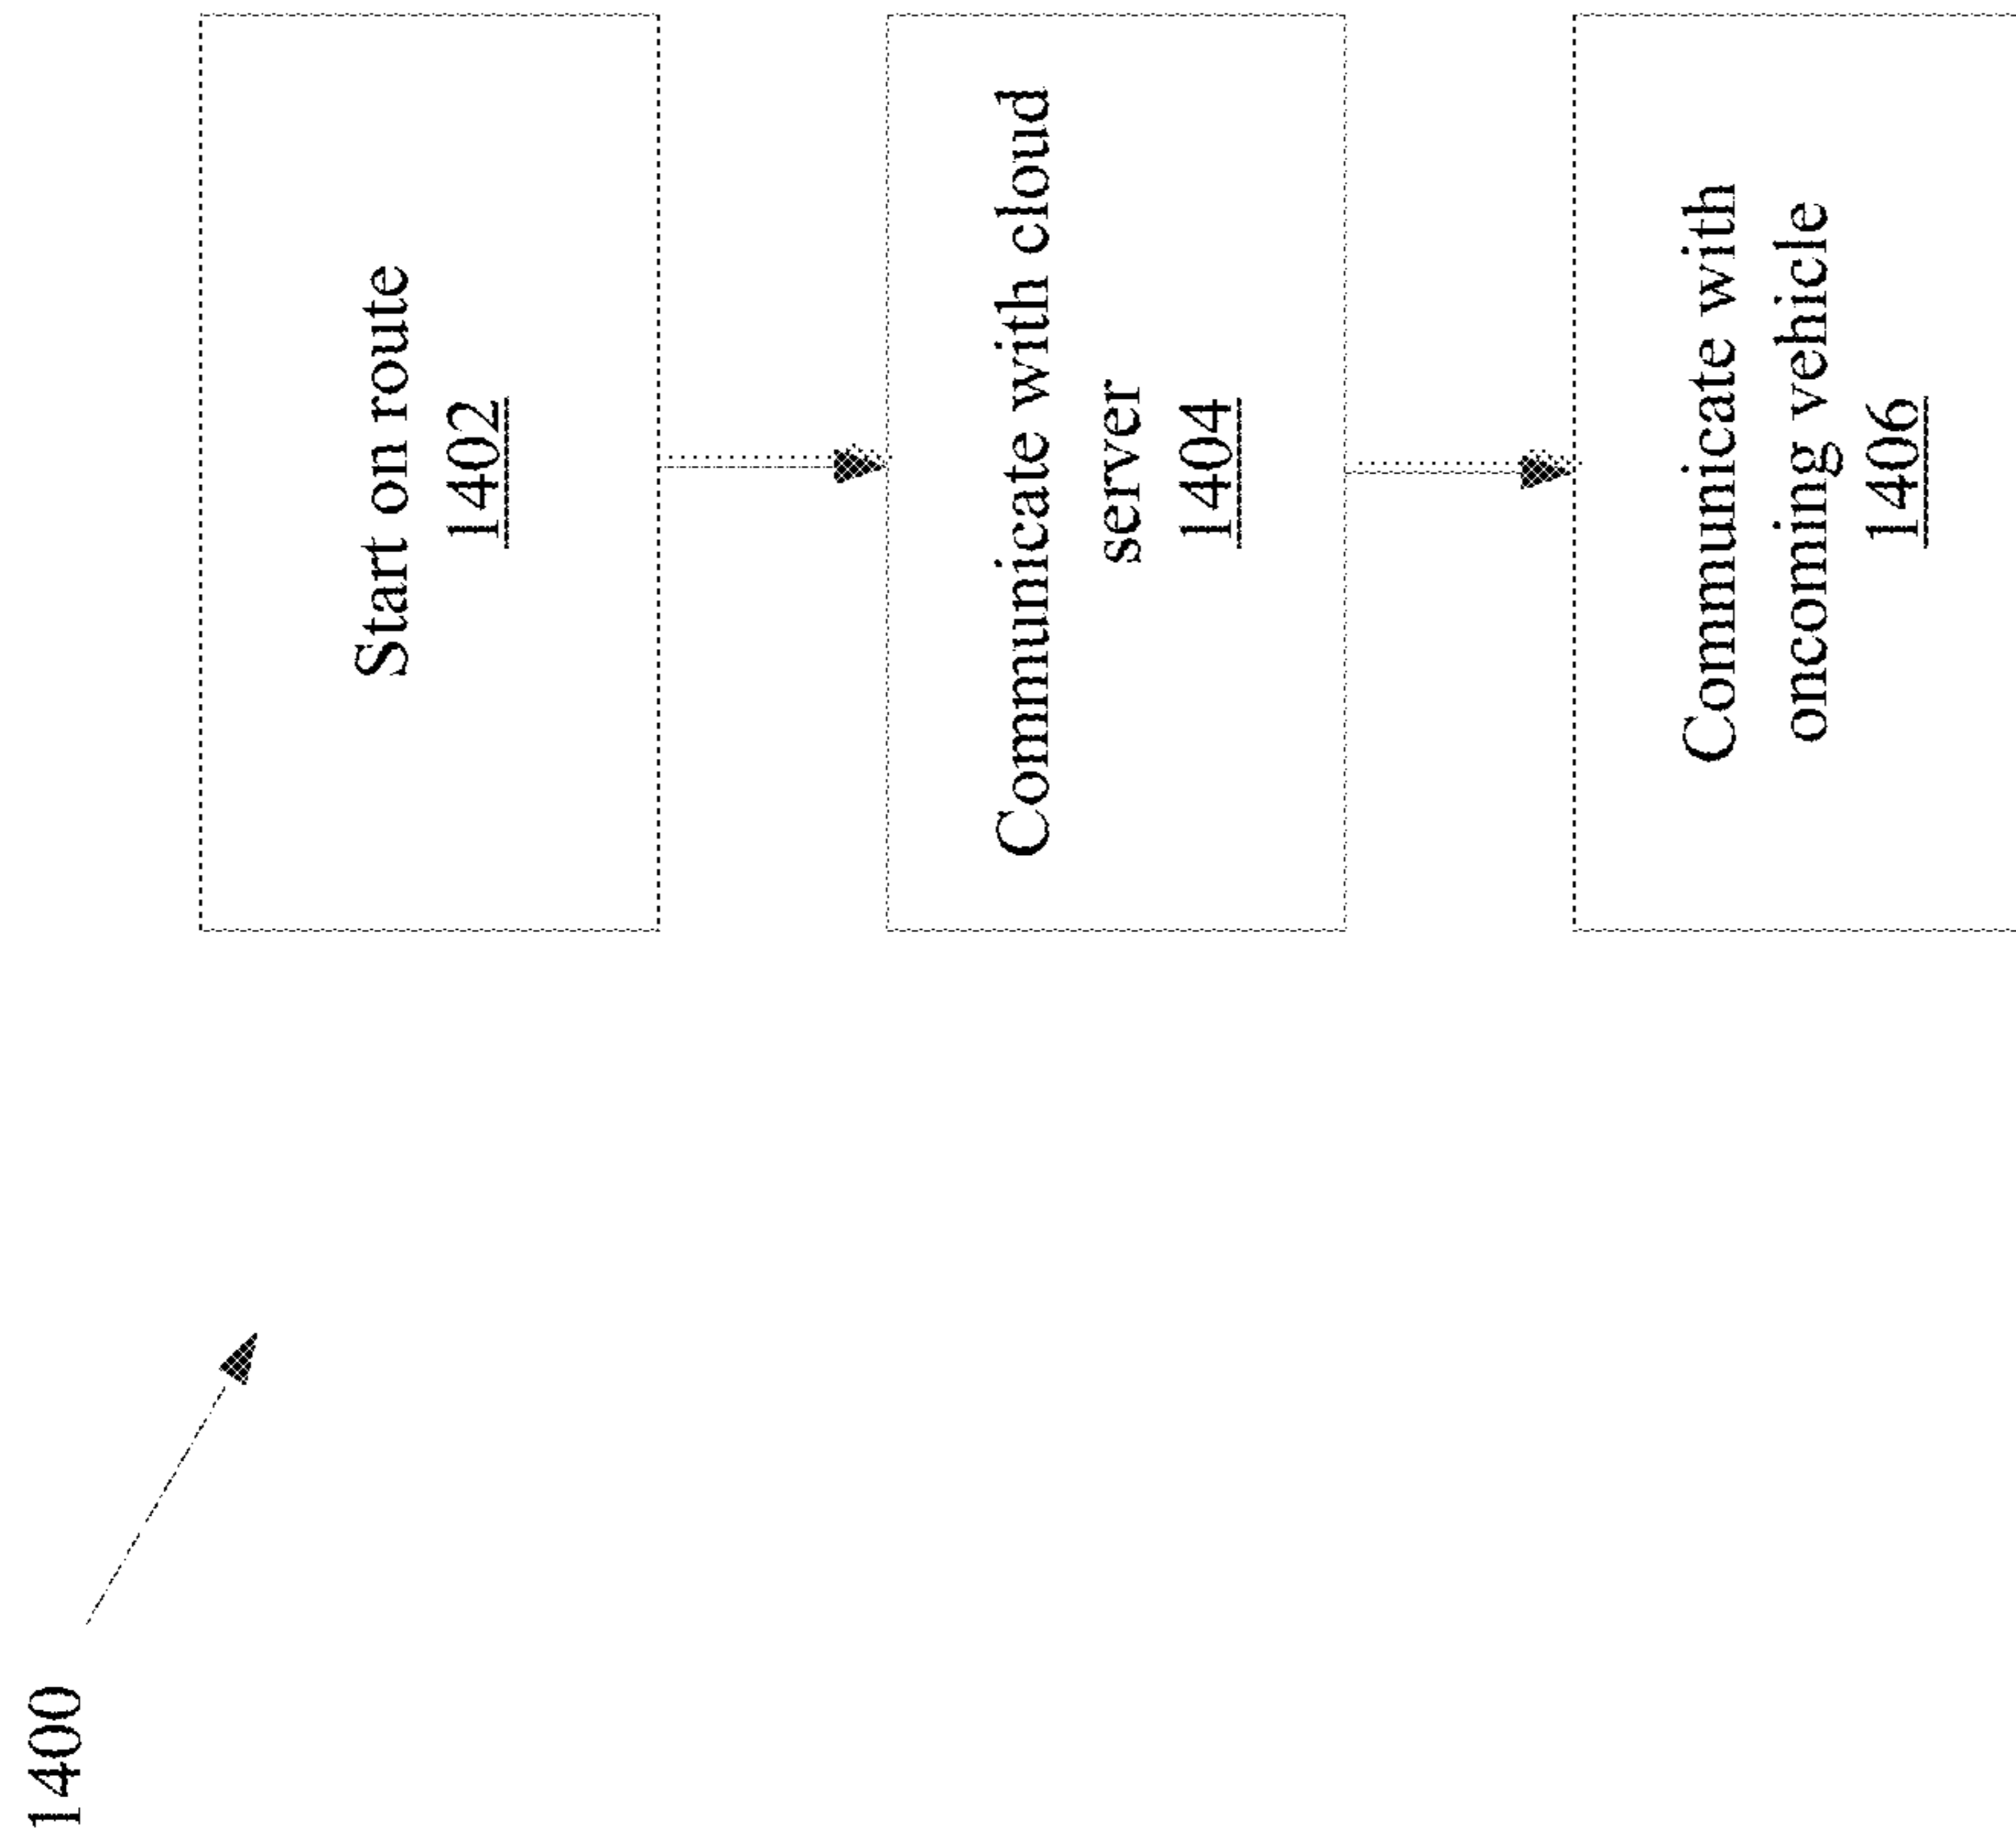 1400
Start on route
1402
Communicate with cloud
server
1404
Communicate with
oncoming vehicle
1406